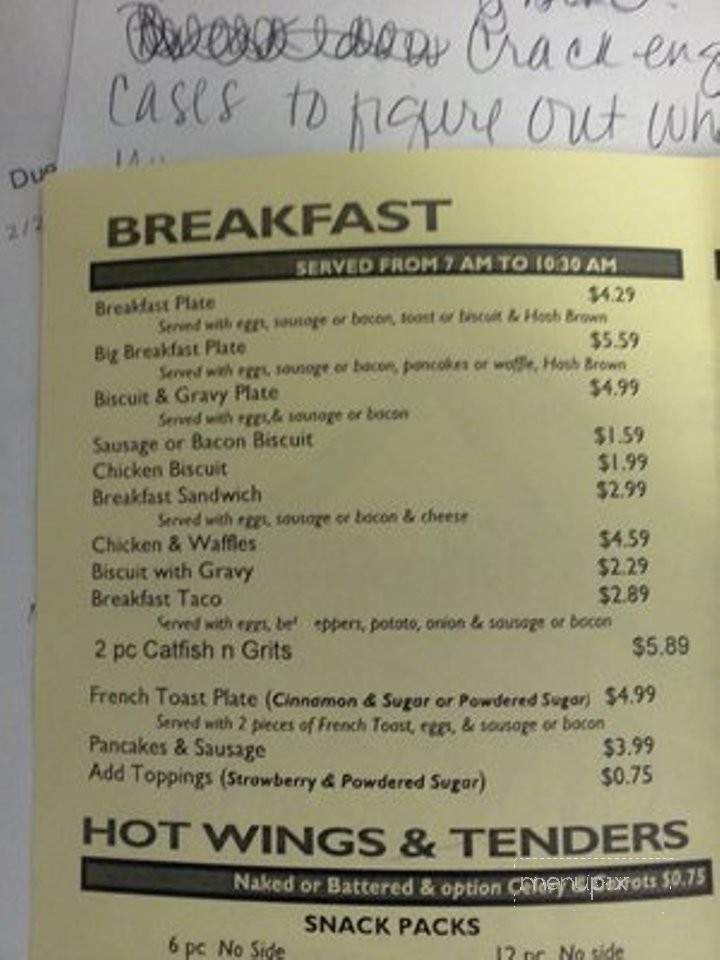 Crack eng
cases to figure out wh
Due
2/2
BREAKFAST
SERVED FROM 7 AM TO 10:30 AM
Breakfast Plate $4.29
Served with eggs, sausage or bacon, toast or biscuit & Hash Brown
Big Breakfast Plate $5.59
Served with eggs, sausage or bacon, pancakes or waffle, Hash Brown
Biscuit & Gravy Plate $4.99
Served with eggs,& sausage or bacon
Sausage or Bacon Biscuit $1.59
Chicken Biscuit $1.99
Breakfast Sandwich $2.99
Served with eggs, sausage or bacon & cheese
Chicken & Waffles $4.59
Biscuit with Gravy $2.29
Breakfast Taco $2.89
Served with eggs, bel eppers, potato, onion & sausage or bacon
2 pc Catfish n Grits $5.89
French Toast Plate (Cinnamon & Sugar or Powdered Sugar) $4.99
Served with 2 pieces of French Toast, eggs, & sausage or bacon
Pancakes & Sausage $3.99
Add Toppings (Strawberry & Powdered Sugar) $0.75
HOT WINGS & TENDERS
Naked or Battered & option Celery & Carrots $0.75
menupix
SNACK PACKS
6 pc No Side 12 pc No side